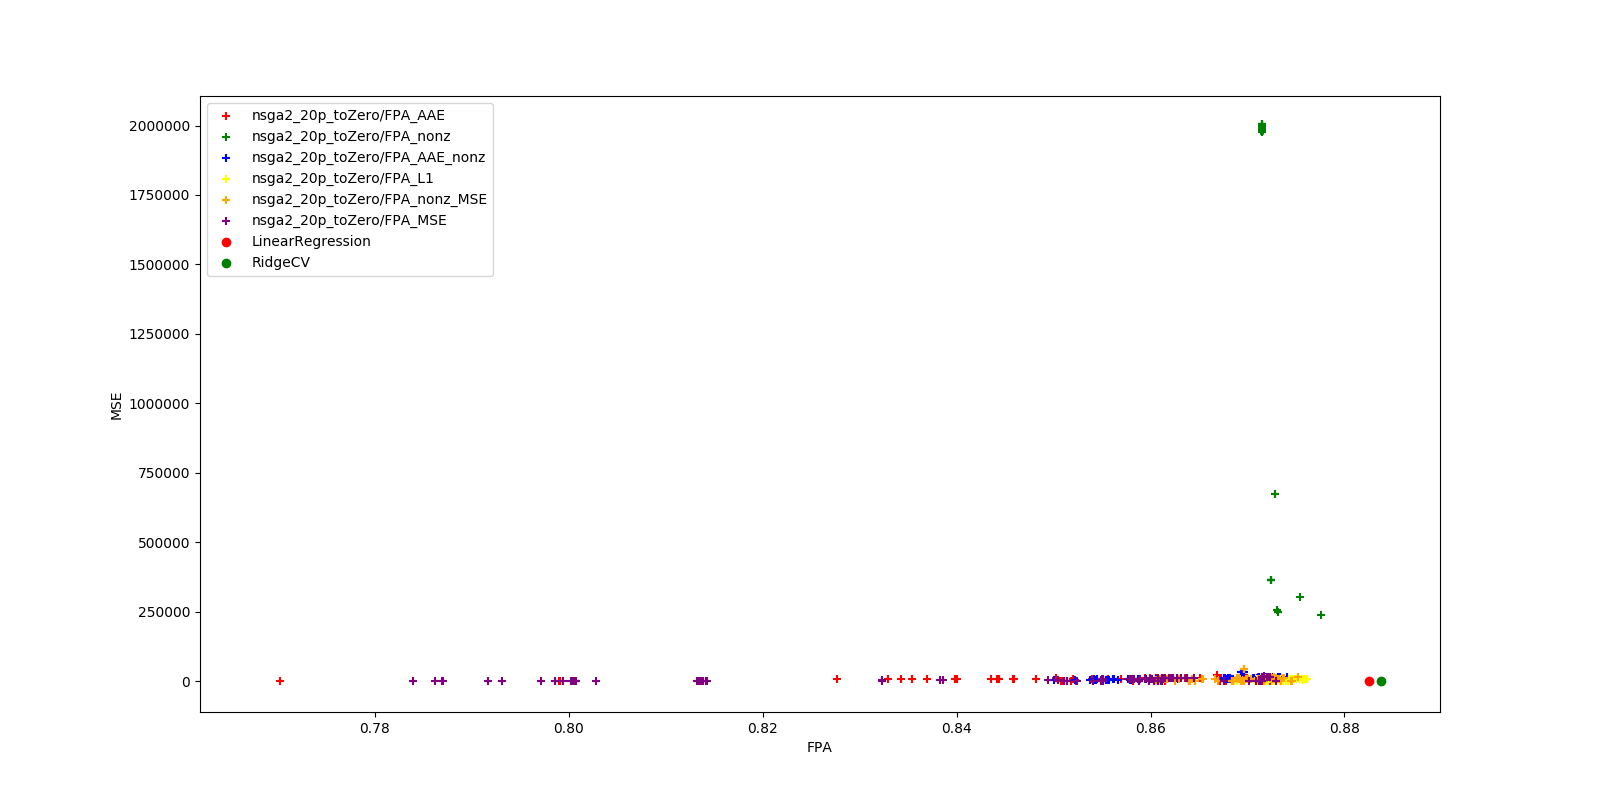 nsga2_20p_toZero/FPA_AAE
nsga2_20p_toZero/FPA_nonz
nsga2_20p_toZero/FPA_AAE_nonz
nsga2_20p_toZero/FPA_L1
nsga2_20p_toZero/FPA_nonz_MSE
nsga2_20p_toZero/FPA_MSE
LinearRegression
RidgeCV
2000000
1750000
1500000
1250000
1000000
750000
500000
250000
0
MSE
0.78 0.80 0.82 0.84 0.86 0.88
FPA